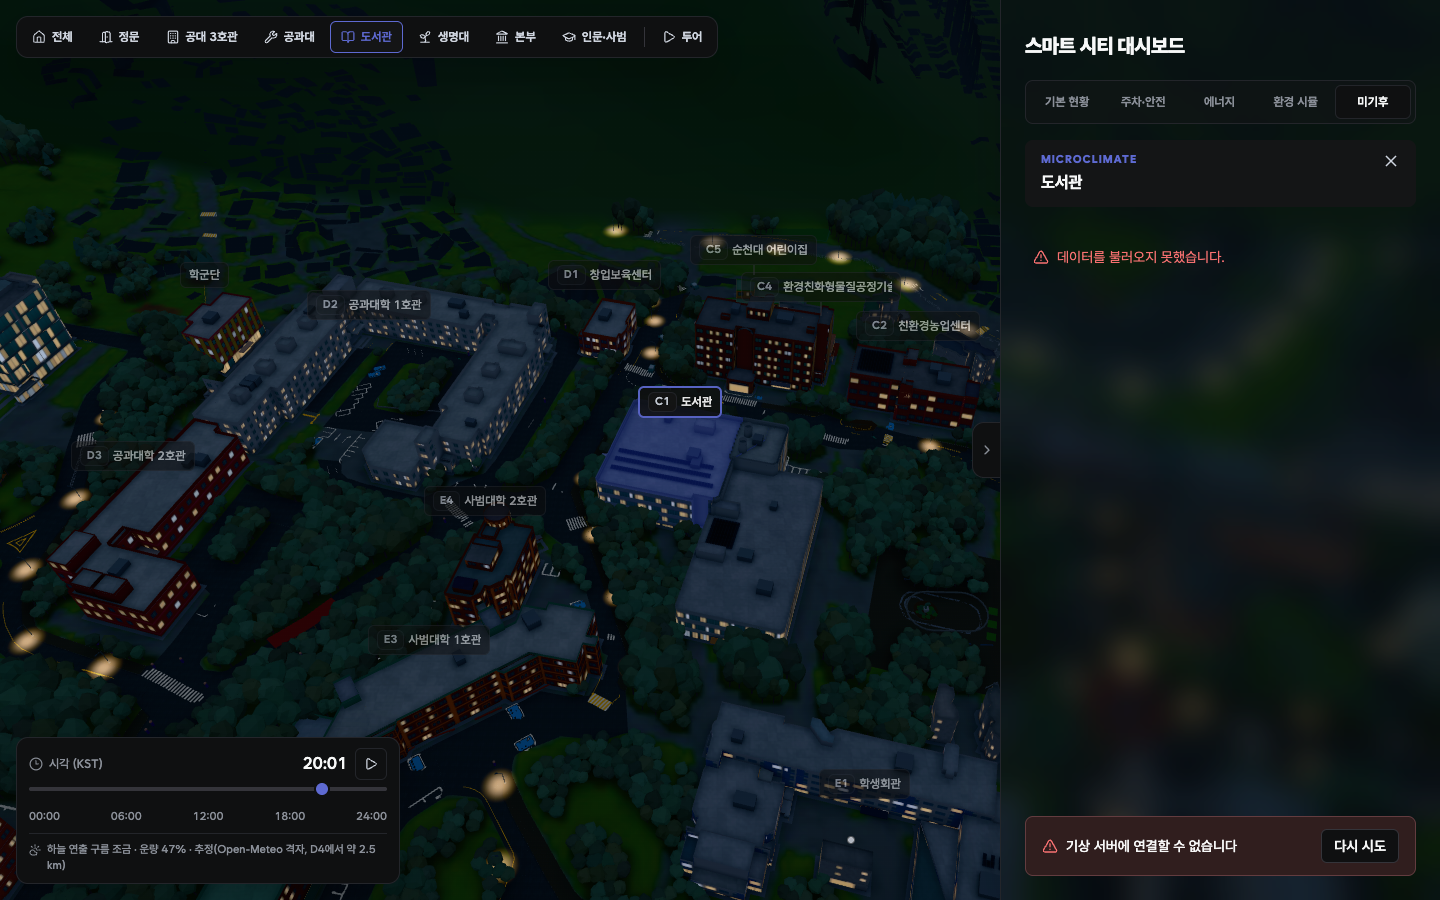 전체
정문
공대 3호관
공과대
도서관
생명대
본부
인문·사범
투어
스마트 시티 대시보드
기본 현황
주차·안전
에너지
환경 시뮬
미기후
MICROCLIMATE
도서관
데이터를 불러오지 못했습니다.
C5 순천대 어린이집
학군단
D1 창업보육센터
C4 환경친화형물질공정기술
D2 공과대학 1호관
C2 친환경농업센터
C1 도서관
D3 공과대학 2호관
E4 사범대학 2호관
E3 사범대학 1호관
E1 학생회관
시각 (KST)
20:01
00:00 06:00 12:00 18:00 24:00
하늘 연출 구름 조금 · 운량 47% · 추정(Open-Meteo 격자, D4에서 약 2.5
km)
기상 서버에 연결할 수 없습니다
다시 시도